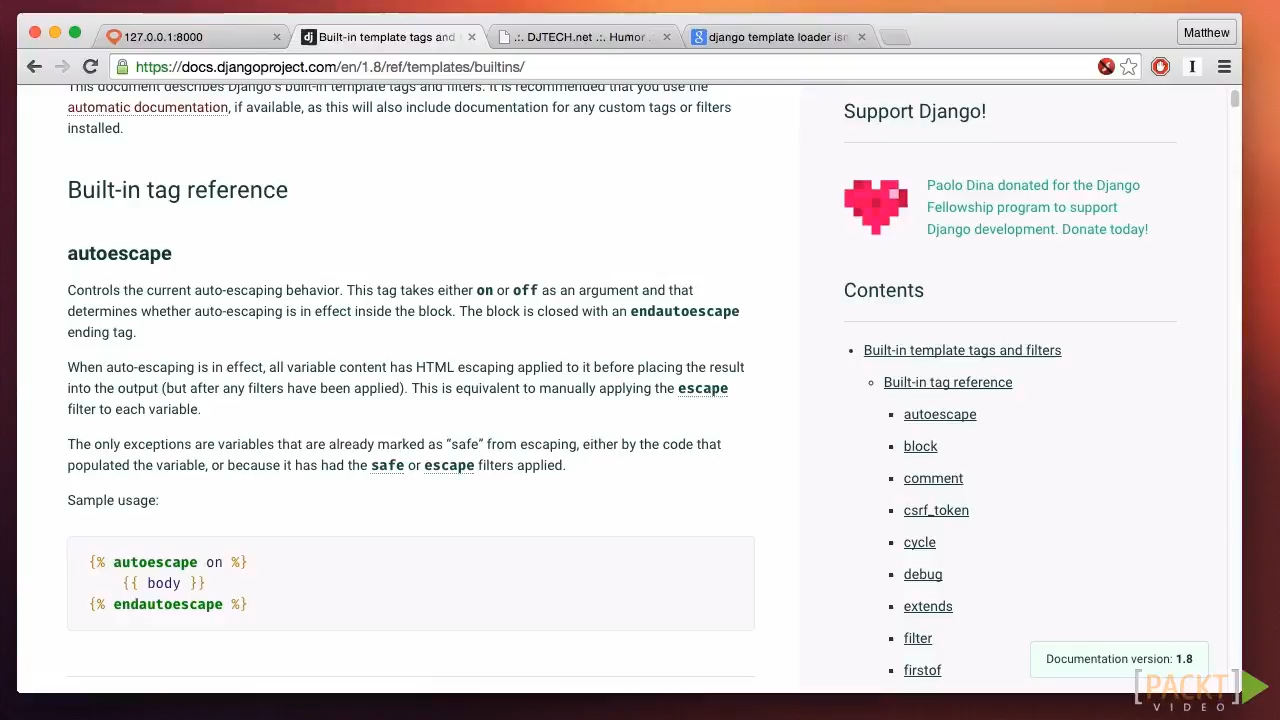 127.0.0.1:8000
Built-in template tags and
.:. DJTECH.net .:. Humor
django template loader isn
Matthew
https://docs.djangoproject.com/en/1.8/ref/templates/builtins/
This document describes Django's built-in template tags and filters. It is recommended that you use the
automatic documentation, if available, as this will also include documentation for any custom tags or filters
installed.
Built-in tag reference
autoescape
Controls the current auto-escaping behavior. This tag takes either on or off as an argument and that
determines whether auto-escaping is in effect inside the block. The block is closed with an endautoescape
ending tag.
When auto-escaping is in effect, all variable content has HTML escaping applied to it before placing the result
into the output (but after any filters have been applied). This is equivalent to manually applying the escape
filter to each variable.
The only exceptions are variables that are already marked as “safe” from escaping, either by the code that
populated the variable, or because it has had the safe or escape filters applied.
Sample usage:
{% autoescape on %}
{{ body }}
{% endautoescape %}
Support Django!
Paolo Dina donated for the Django
Fellowship program to support
Django development. Donate today!
Contents
Built-in template tags and filters
Built-in tag reference
autoescape
block
comment
csrf_token
cycle
debug
extends
filter
firstof
Documentation version: 1.8
[PACKT]
VIDEO